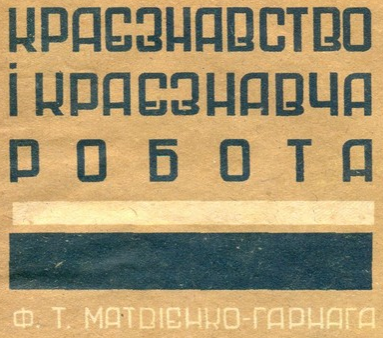 КРАЄЗНАВСТВО
І КРАЄЗНАВЧА
РОБОТА
Ф. Т. МАТВІЄНКО-ГАРНАГА